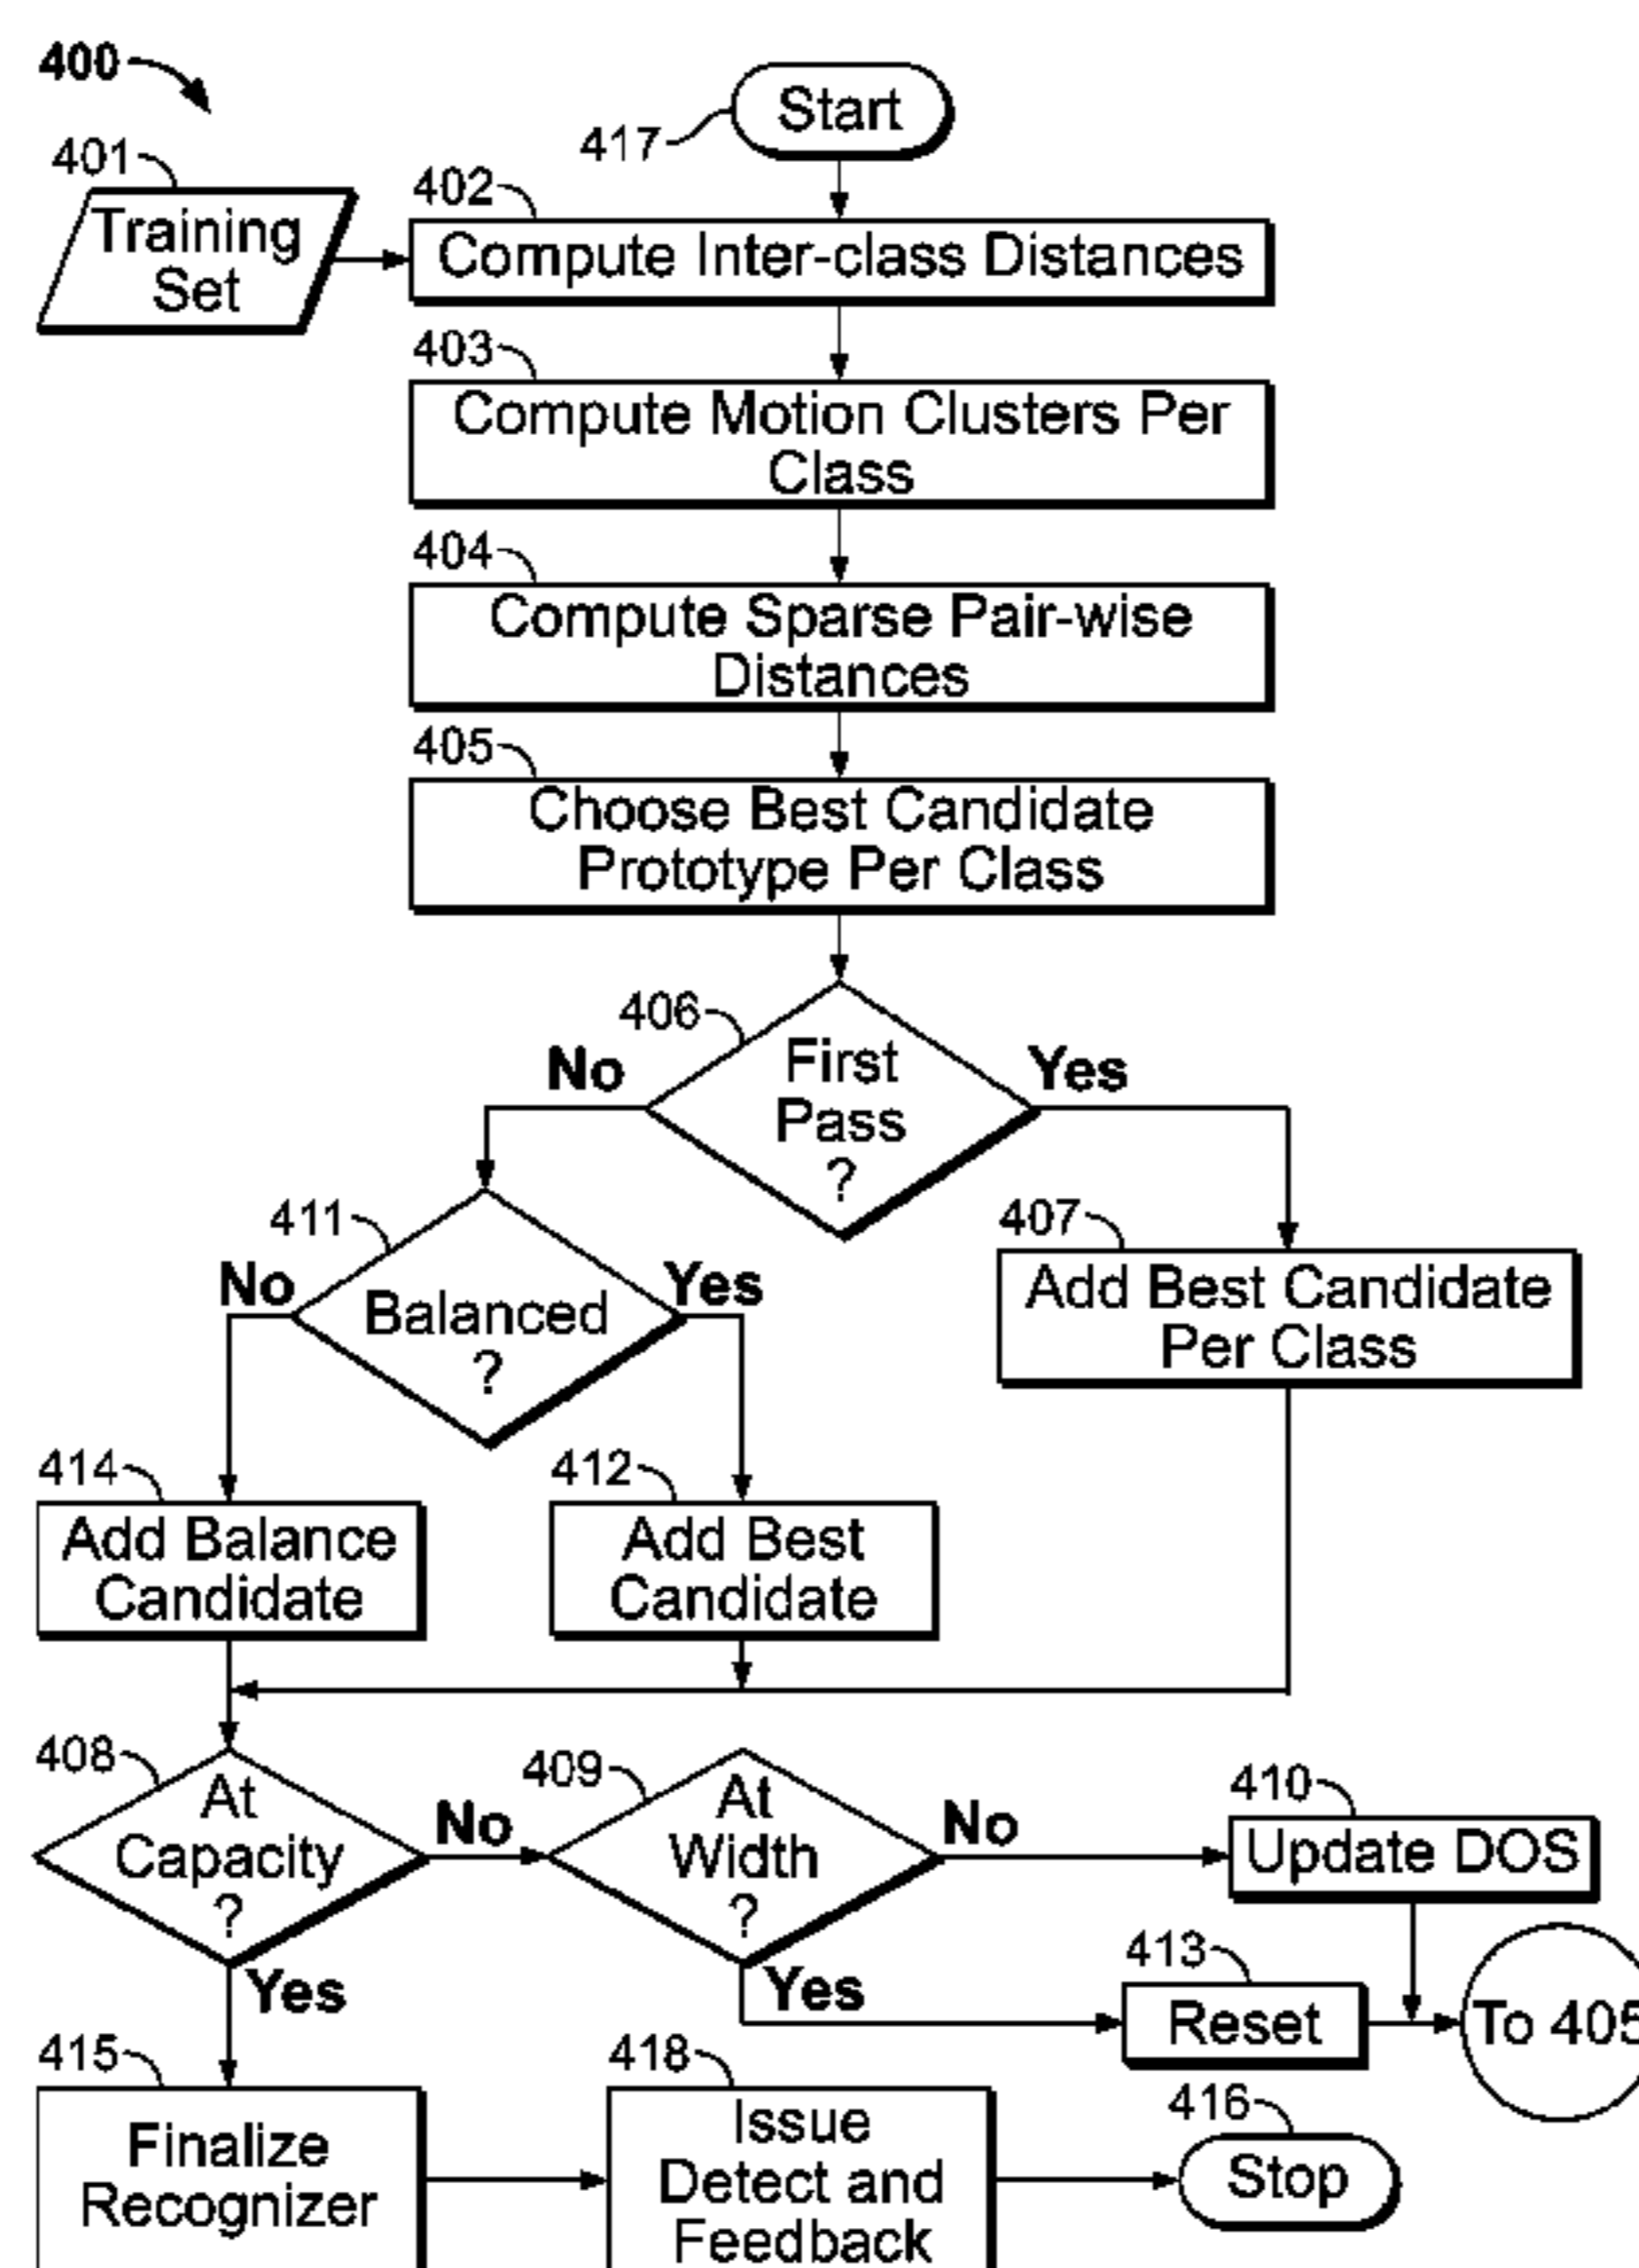 400
Start
417
401
Training
Set
402
Compute Inter-class Distances
403
Compute Motion Clusters Per
Class
404
Compute Sparse Pair-wise
Distances
405
Choose Best Candidate
Prototype Per Class
406
First
Pass
?
No
Yes
411
Balanced
?
No
Yes
407
Add Best Candidate
Per Class
414
Add Balance
Candidate
412
Add Best
Candidate
408
At
Capacity
?
No
Yes
409
At
Width
?
No
Yes
410
Update DOS
413
Reset
To 405
415
Finalize
Recognizer
418
Issue
Detect and
Feedback
416
Stop